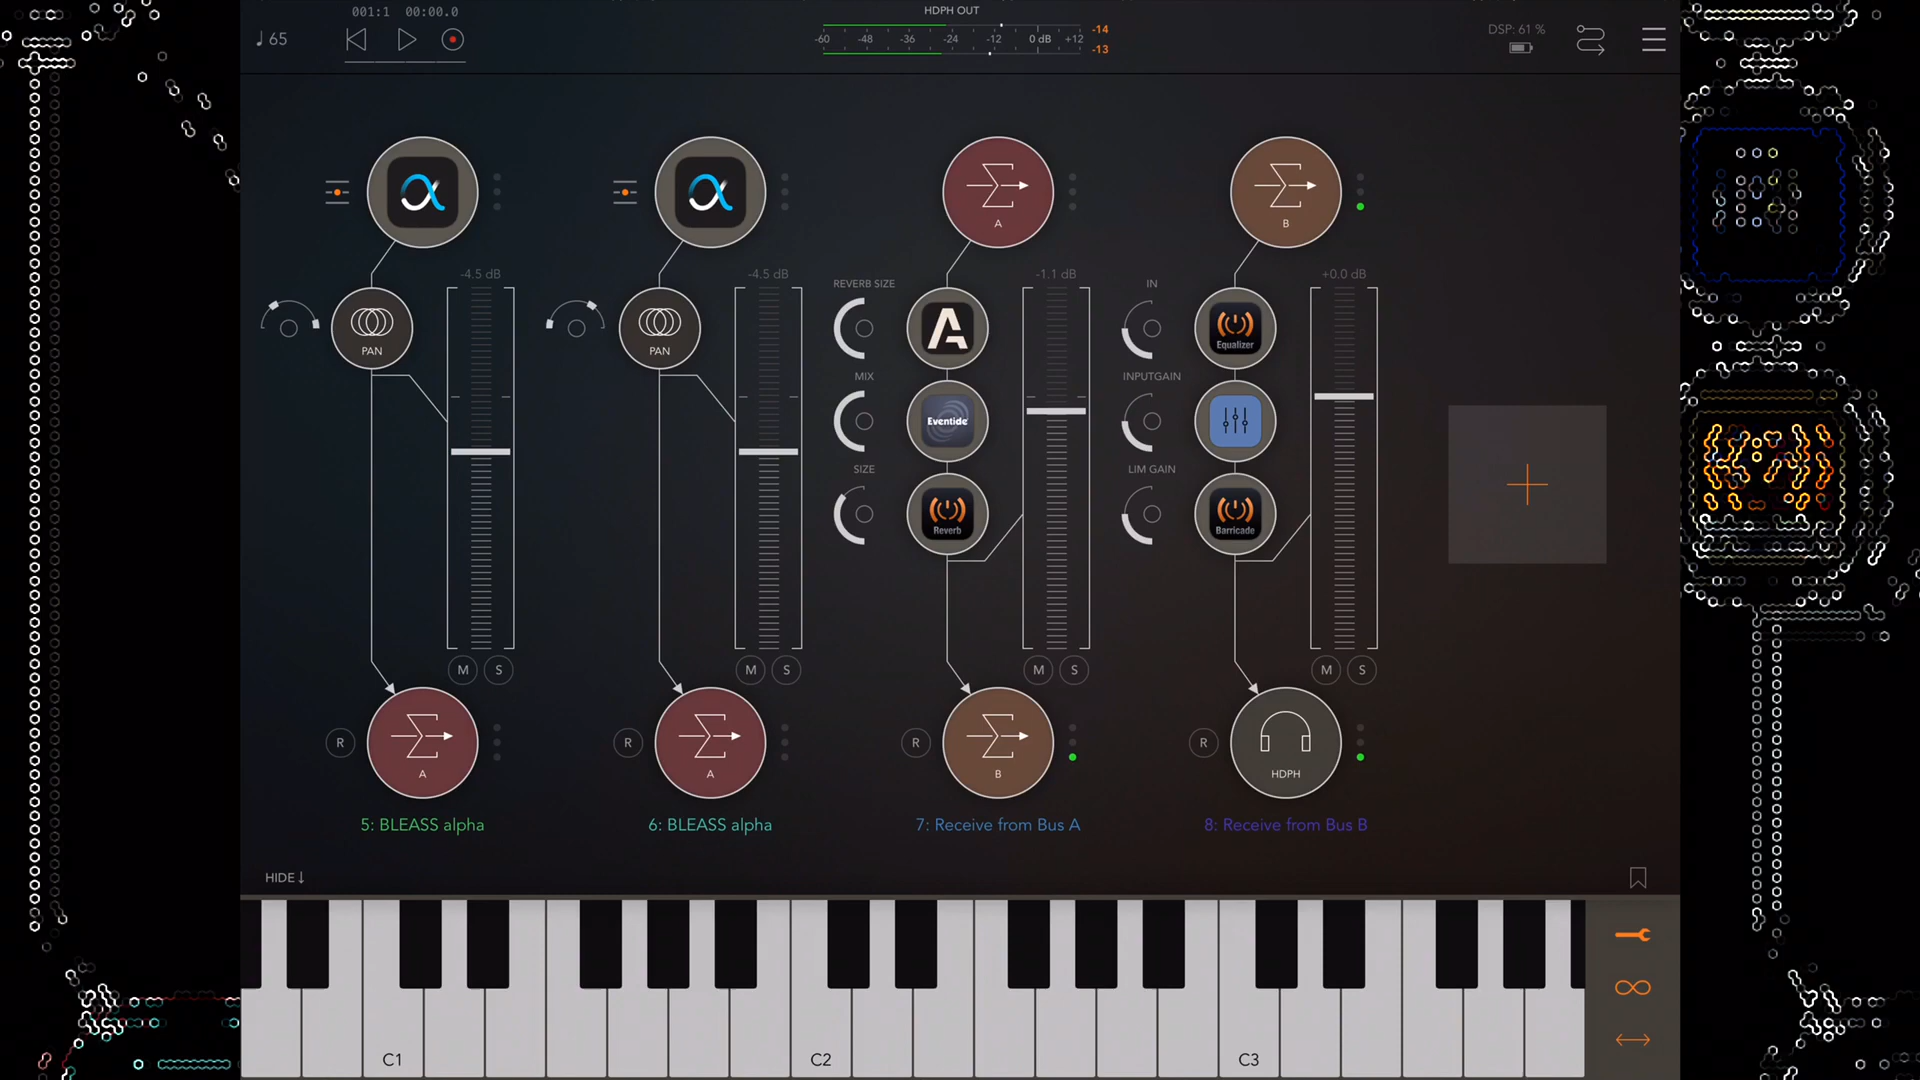 001:1 00:00.0
♩65
HDPH OUT
-60 -48 -36 -24 -12 0 dB +12
-14
-13
DSP: 61 %
A
B
-4.5 dB
-4.5 dB
-1.1 dB
+0.0 dB
PAN
PAN
REVERB SIZE
MIX
SIZE
A
Eventide
Reverb
IN
INPUTGAIN
LIM GAIN
Equalizer
Barricade
M S
M S
M S
M S
R A
R A
R B
R HDPH
5: BLEASS alpha
6: BLEASS alpha
7: Receive from Bus A
8: Receive from Bus B
HIDE↓
C1
C2
C3